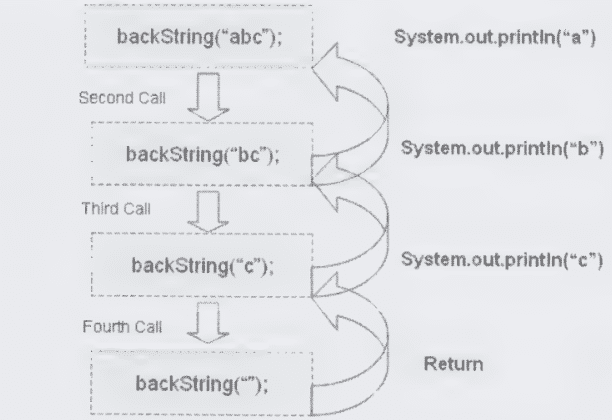 backString("abc"); System.out.println("a")
Second Call
backString("bc"); System.out.println("b")
Third Call
backString("c"); System.out.println("c")
Fourth Call
backString(""); Return